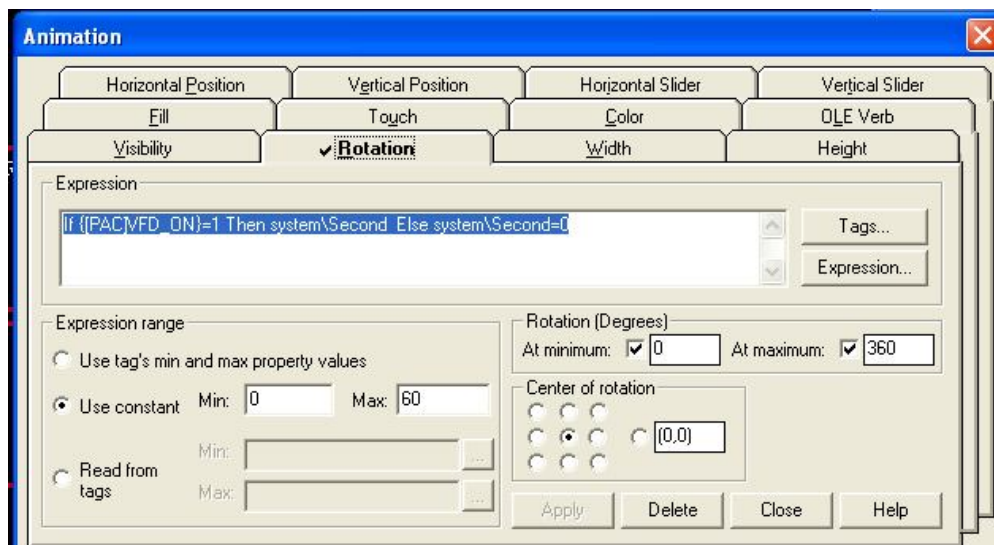 Animation
Horizontal Position Vertical Position Horizontal Slider Vertical Slider
Fill Touch Color OLE Verb
Visibility Rotation Width Height
Expression
If {[PAC]VFD_ON}=1 Then system\Second Else system\Second=0
Tags...
Expression...
Expression range
Use tag's min and max property values
Use constant Min: 0 Max: 60
Read from tags
Min: ...
Max: ...
Rotation (Degrees)
At minimum: 0 At maximum: 360
Center of rotation
(0,0)
Apply Delete Close Help